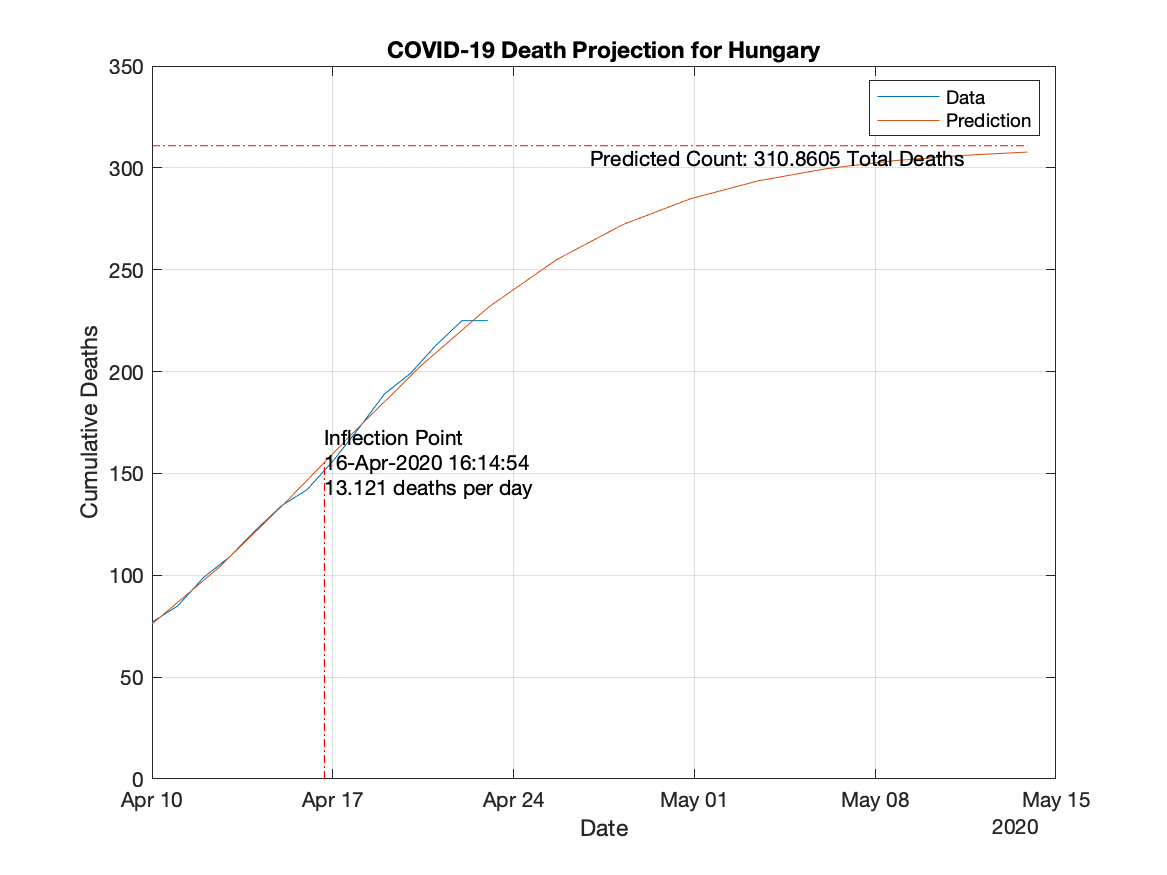 COVID-19 Death Projection for Hungary
350
300
250
200
150
100
50
0
Cumulative Deaths
Data
Prediction
Predicted Count: 310.8605 Total Deaths
Inflection Point
16-Apr-2020 16:14:54
13.121 deaths per day
Apr 10 Apr 17 Apr 24 May 01 May 08 May 15
Date
2020